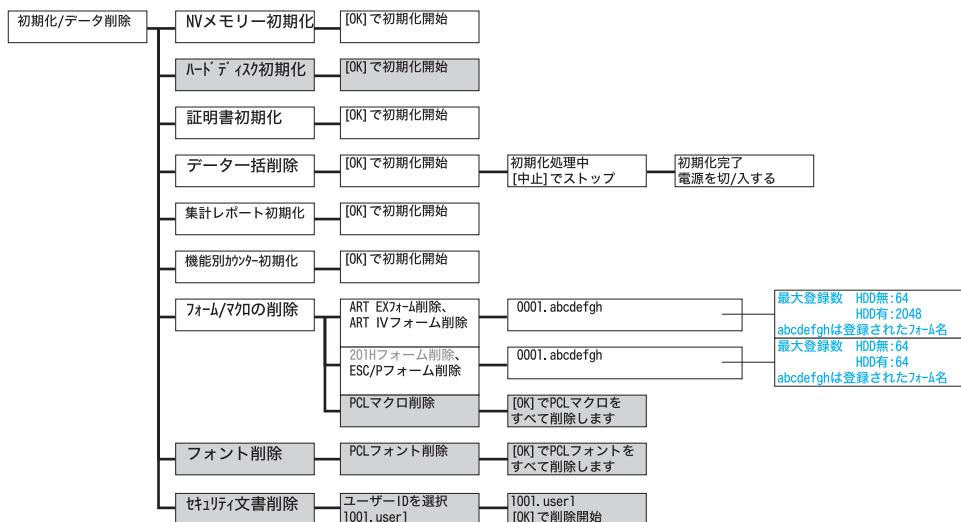 初期化/データ削除
NVメモリー初期化
[OK]で初期化開始
ハードディスク初期化
[OK]で初期化開始
証明書初期化
[OK]で初期化開始
データ一括削除
[OK]で初期化開始
初期化処理中
[中止]でストップ
初期化完了
電源を切/入する
集計レポート初期化
[OK]で初期化開始
機能別カウンター初期化
[OK]で初期化開始
フォーム/マクロの削除
ART EXフォーム削除、
ART IVフォーム削除
0001.abcdefgh
最大登録数 HDD無:64
HDD有:2048
abcdefghは登録されたフォーム名
201Hフォーム削除、
ESC/Pフォーム削除
0001.abcdefgh
最大登録数 HDD無:64
HDD有:64
abcdefghは登録されたフォーム名
PCLマクロ削除
[OK]でPCLマクロを
すべて削除します
フォント削除
PCLフォント削除
[OK]でPCLフォントを
すべて削除します
セキュリティ文書削除
ユーザーIDを選択
1001.user1
1001.user1
[OK]で削除開始